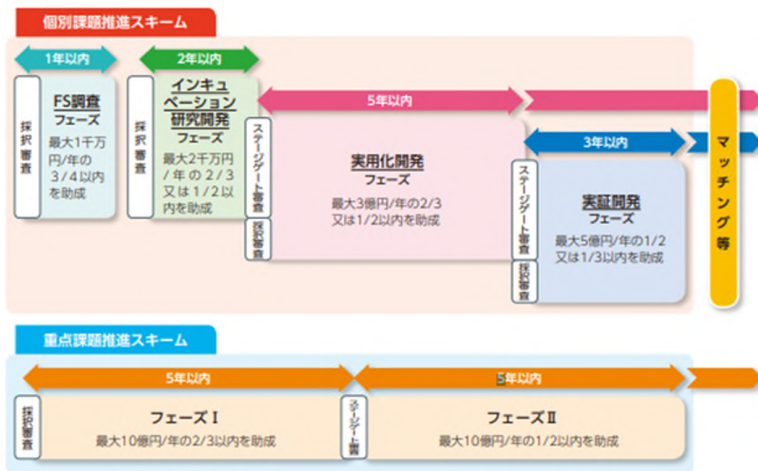 個別課題推進スキーム
1年以内
2年以内
採択審査
FS調査
フェーズ
最大1千万
円/年の
3/4以内
を助成
採択審査
インキュ
ベーション
研究開発
フェーズ
最大2千万円
/年の2/3
又は1/2以
内を助成
5年以内
ステージゲート審査
採択審査
実用化開発
フェーズ
最大3億円/年の2/3
又は1/2以内を助成
3年以内
ステージゲート審査
採択審査
実証開発
フェーズ
最大5億円/年の1/2
又は1/3以内を助成
マッチング等
重点課題推進スキーム
5年以内
5年以内
採択審査
フェーズⅠ
最大10億円/年の2/3以内を助成
ステージゲート審査
フェーズⅡ
最大10億円/年の1/2以内を助成